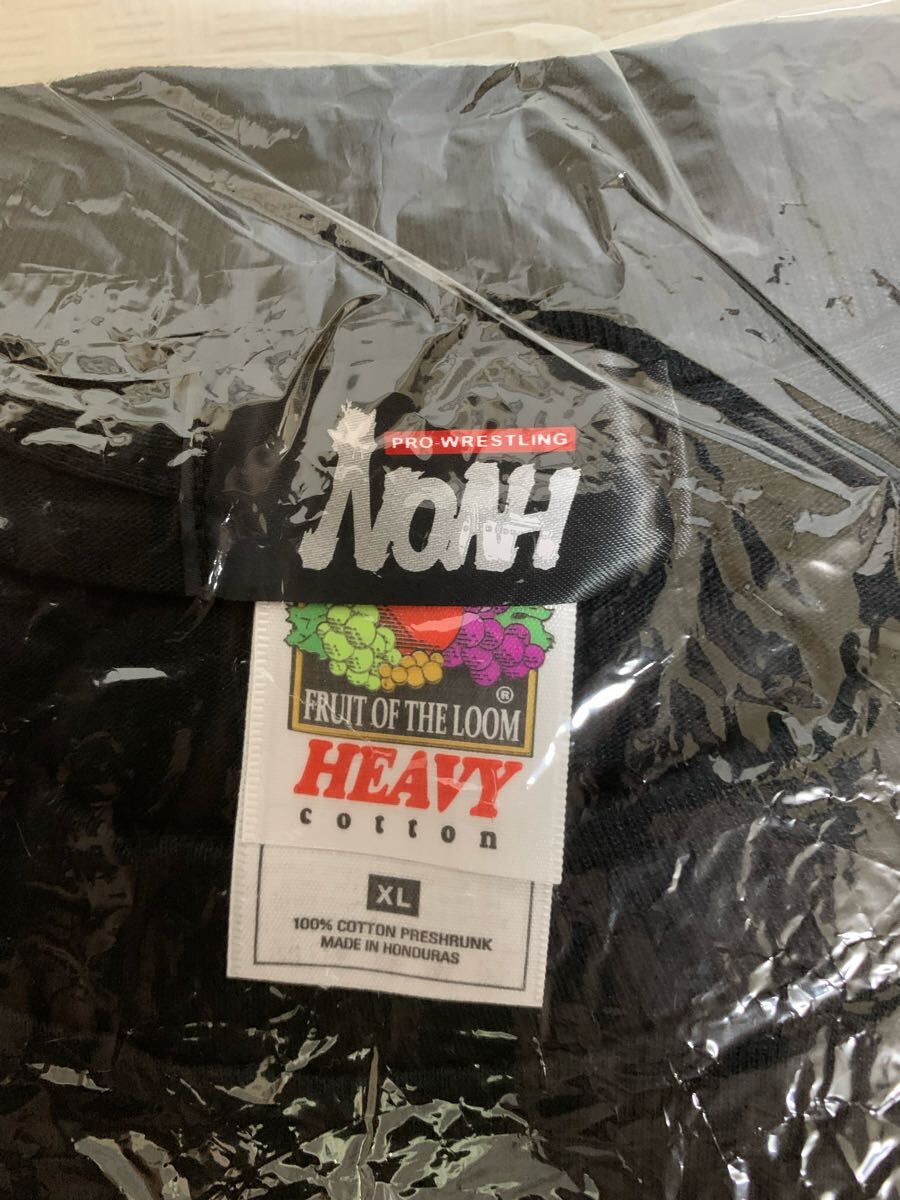 PRO-WRESTLING
NOAH
FRUIT OF THE LOOM ®
HEAVY
cotton
XL
100% COTTON PRESHRUNK
MADE IN HONDURAS